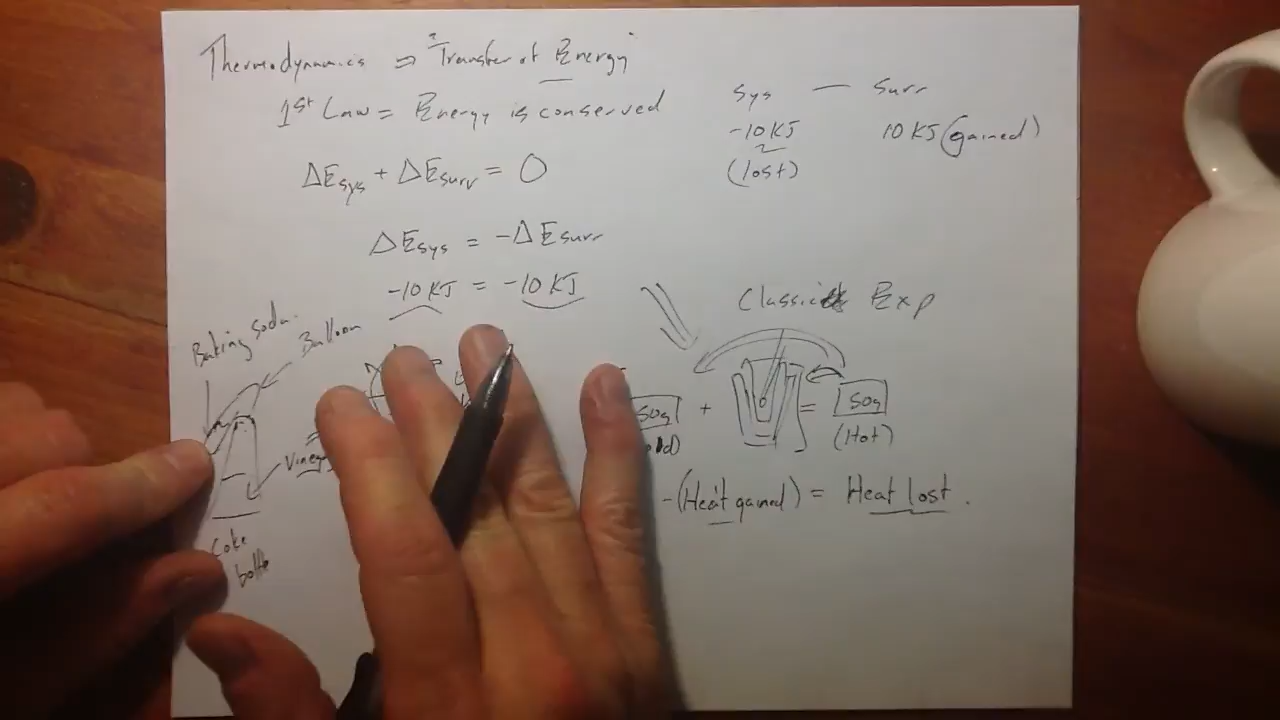 Thermodynamics ⇒ "Transfer of Energy"
1st Law = Energy is conserved
ΔEsys + ΔEsurr = 0
ΔEsys = -ΔEsurr
-10 KJ = -10 KJ
sys — surr
-10 KJ 10 KJ (gained)
(lost)
Baking soda
Balloon
Coke
bottle
Classic Exp
50g + = 50g
(Hot)
-(Heat gained) = Heat lost.